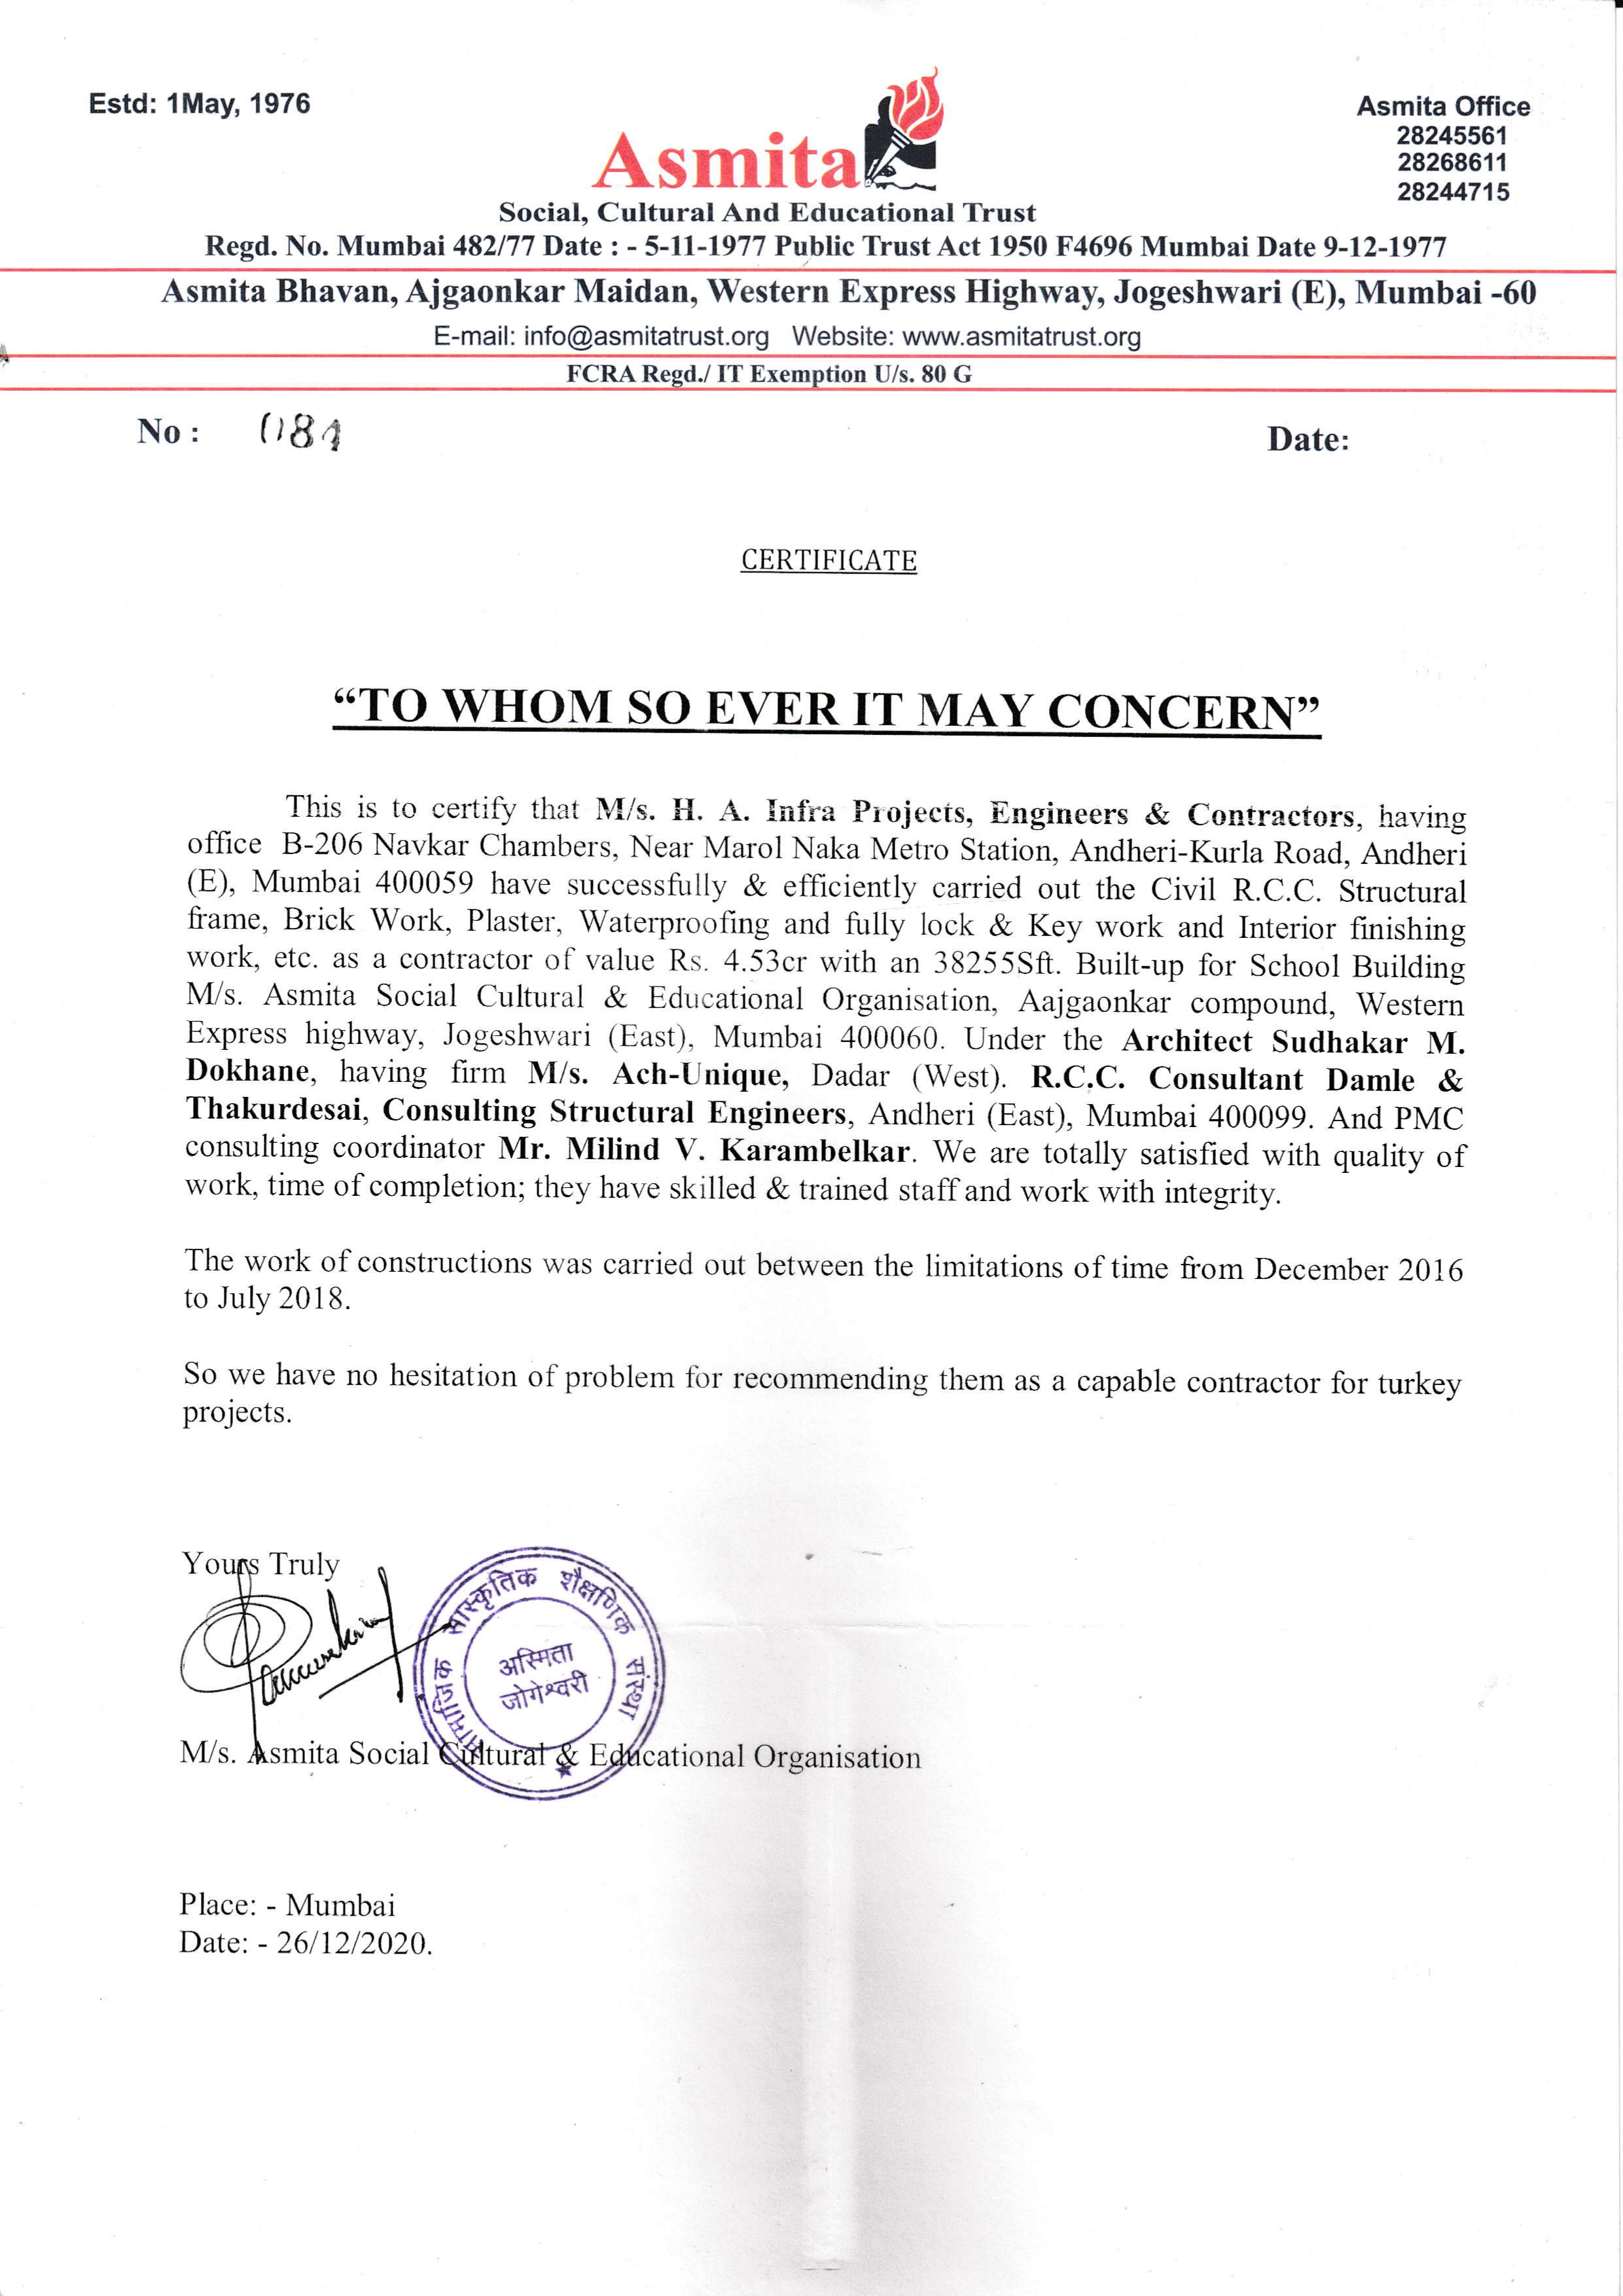 Estd: 1May, 1976
Asmita Office
28245561
28268611
28244715
Asmita
Social, Cultural And Educational Trust
Regd. No. Mumbai 482/77 Date : - 5-11-1977 Public Trust Act 1950 F4696 Mumbai Date 9-12-1977
Asmita Bhavan, Ajgaonkar Maidan, Western Express Highway, Jogeshwari (E), Mumbai -60
E-mail: info@asmitatrust.org Website: www.asmitatrust.org
FCRA Regd./ IT Exemption U/s. 80 G
No :
Date:
CERTIFICATE
“TO WHOM SO EVER IT MAY CONCERN”
This is to certify that M/s. H. A. Infra Projects, Engineers & Contractors, having
office B-206 Navkar Chambers, Near Marol Naka Metro Station, Andheri-Kurla Road, Andheri
(E), Mumbai 400059 have successfully & efficiently carried out the Civil R.C.C. Structural
frame, Brick Work, Plaster, Waterproofing and fully lock & Key work and Interior finishing
work, etc. as a contractor of value Rs. 4.53cr with an 38255Sft. Built-up for School Building
M/s. Asmita Social Cultural & Educational Organisation, Aajgaonkar compound, Western
Express highway, Jogeshwari (East), Mumbai 400060. Under the Architect Sudhakar M.
Dokhane, having firm M/s. Ach-Unique, Dadar (West). R.C.C. Consultant Damle &
Thakurdesai, Consulting Structural Engineers, Andheri (East), Mumbai 400099. And PMC
consulting coordinator Mr. Milind V. Karambelkar. We are totally satisfied with quality of
work, time of completion; they have skilled & trained staff and work with integrity.
The work of constructions was carried out between the limitations of time from December 2016
to July 2018.
So we have no hesitation of problem for recommending them as a capable contractor for turkey
projects.
Yours Truly
सामाजिक सांस्कृतिक शैक्षणिक संस्था
अस्मिता
जोगेश्वरी
M/s. Asmita Social Cultural & Educational Organisation
Place: - Mumbai
Date: - 26/12/2020.